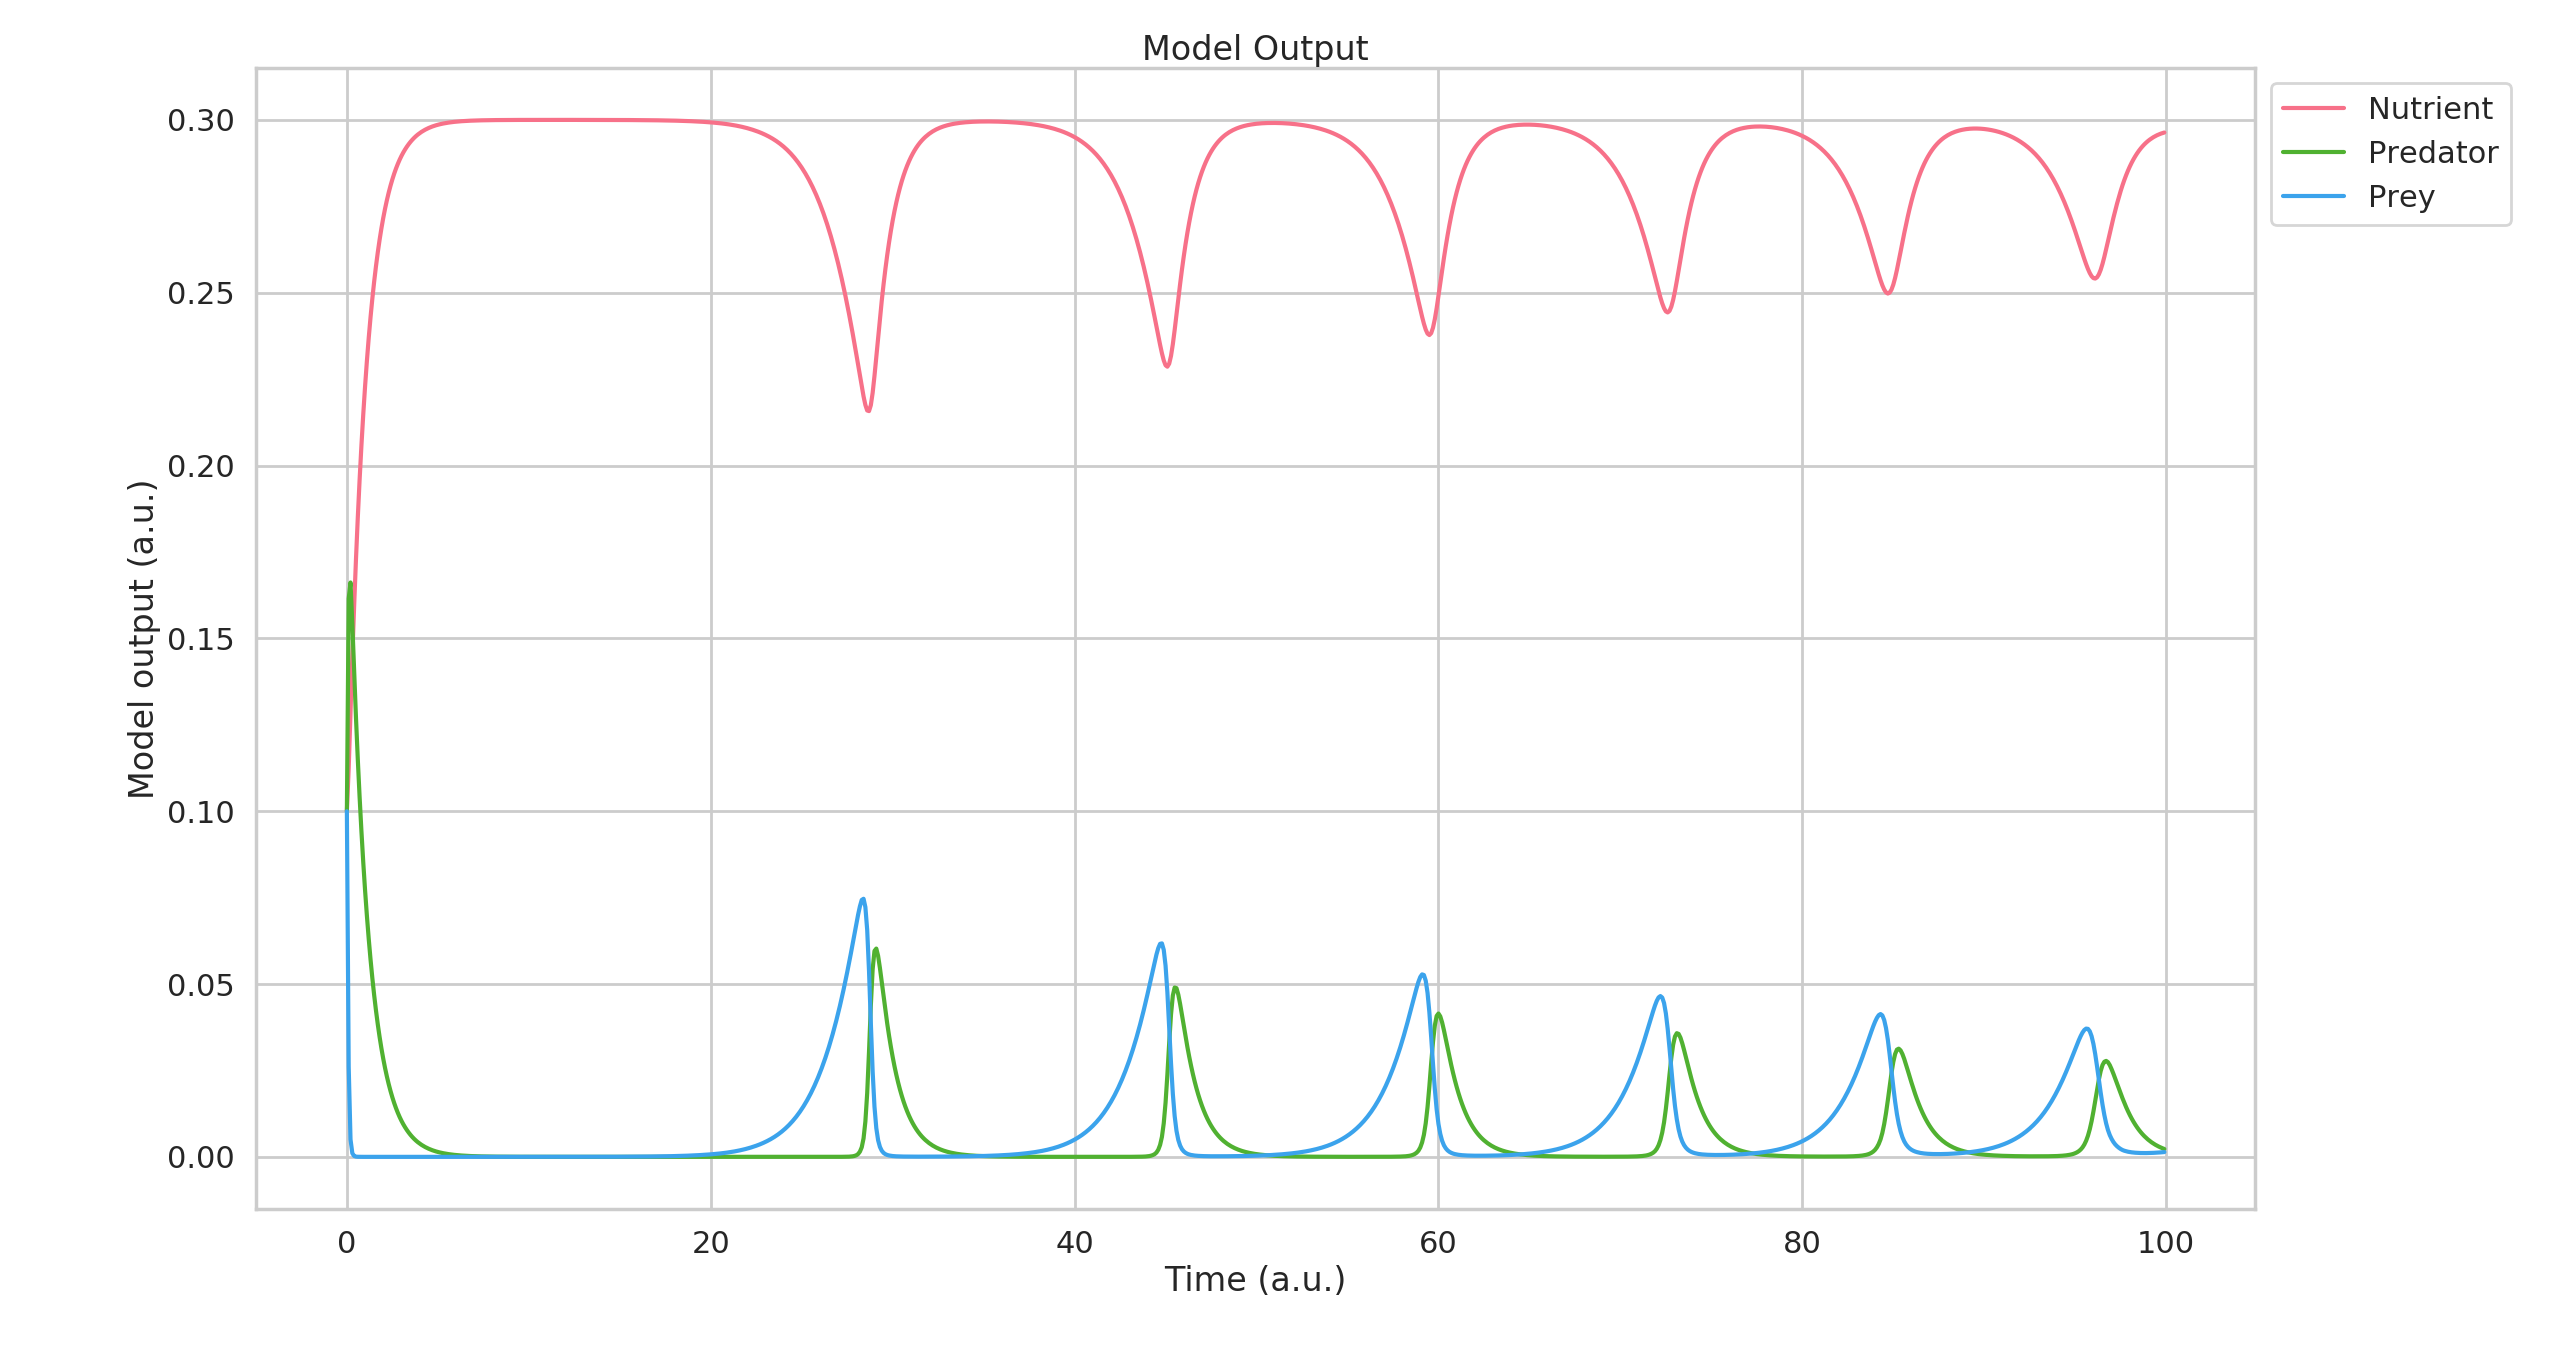 Model Output
Nutrient
Predator
Prey
0.30
0.25
0.20
0.15
0.10
0.05
0.00
Model output (a.u.)
0 20 40 60 80 100
Time (a.u.)